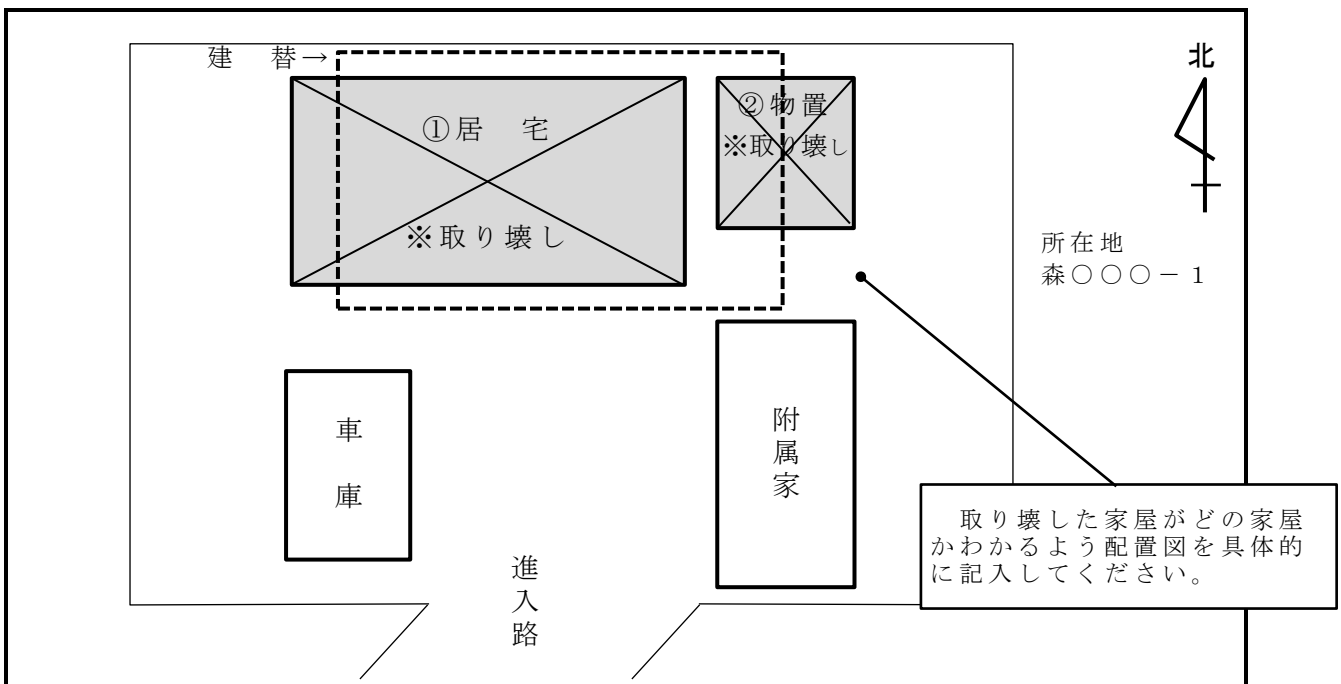 建　替→
北
①居　宅
※取り壊し
②物置
※取り壊し
所在地
森○○○－１
車庫
附属家
進入路
　取り壊した家屋がどの家屋
かわかるよう配置図を具体的
に記入してください。